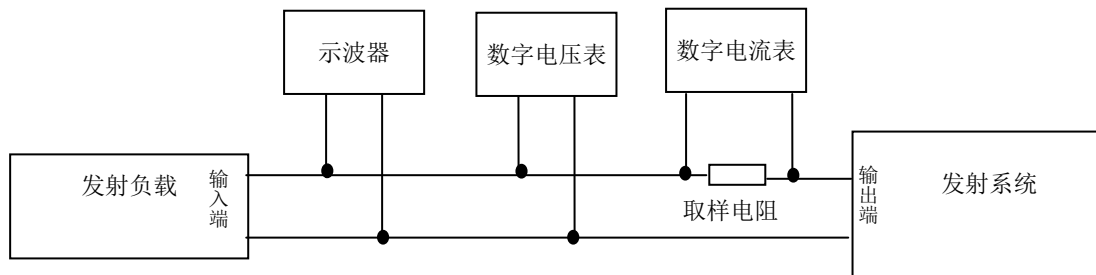 示波器
数字电压表
数字电流表
发射负载
输入端
取样电阻
输出端
发射系统